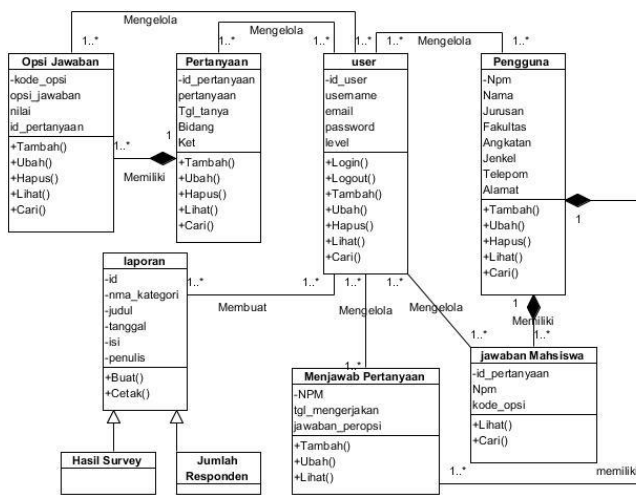 Mengelola
Mengelola
1..*
1..*
1..*
1..*
1..*
1..*
Mengelola
Opsi Jawaban
-kode_opsi
opsi_jawaban
nilai
id_pertanyaan
+Tambah()
+Ubah()
+Hapus()
+Lihat()
+Cari()
1..*
Memiliki
1
Pertanyaan
-id_pertanyaan
pertanyaan
Tgl_tanya
Bidang
Ket
+Tambah()
+Ubah()
+Hapus()
+Lihat()
+Cari()
user
-id_user
username
email
password
level
+Login()
+Logout()
+Tambah()
+Ubah()
+Hapus()
+Lihat()
+Cari()
Pengguna
-Npm
Nama
Jurusan
Fakultas
Angkatan
Jenkel
Telepom
Alamat
+Tambah()
+Ubah()
+Hapus()
+Lihat()
+Cari()
1
laporan
-id
-nma_kategori
-judul
-tanggal
-isi
-penulis
+Buat()
+Cetak()
1..*
Membuat
1..*
1..*
1..*
Mengelola
Mengelola
1..*
1..*
1
Memiliki
1..*
jawaban Mahsiswa
-id_pertanyaan
Npm
kode_opsi
+Lihat()
+Cari()
Menjawab Pertanyaan
-NPM
tgl_mengerjakan
jawaban_peropsi
+Tambah()
+Ubah()
+Lihat()
1..*
memiliki
Hasil Survey
Jumlah
Responden